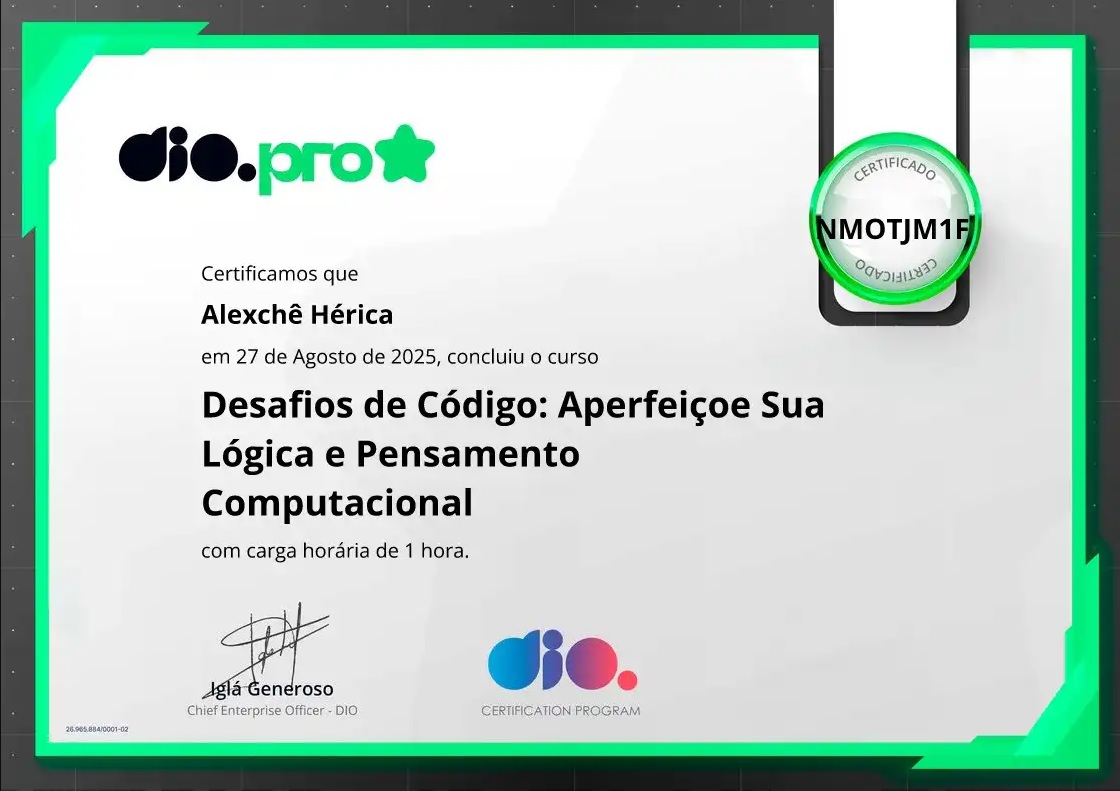 dio.pro
CERTIFICADO
NMOTJM1F
CERTIFICADO
Certificamos que
Alexchê Hérica
em 27 de Agosto de 2025, concluiu o curso
Desafios de Código: Aperfeiçoe Sua
Lógica e Pensamento
Computacional
com carga horária de 1 hora.
Iglá Generoso
Chief Enterprise Officer - DIO
dio.
CERTIFICATION PROGRAM
26.965.884/0001-02